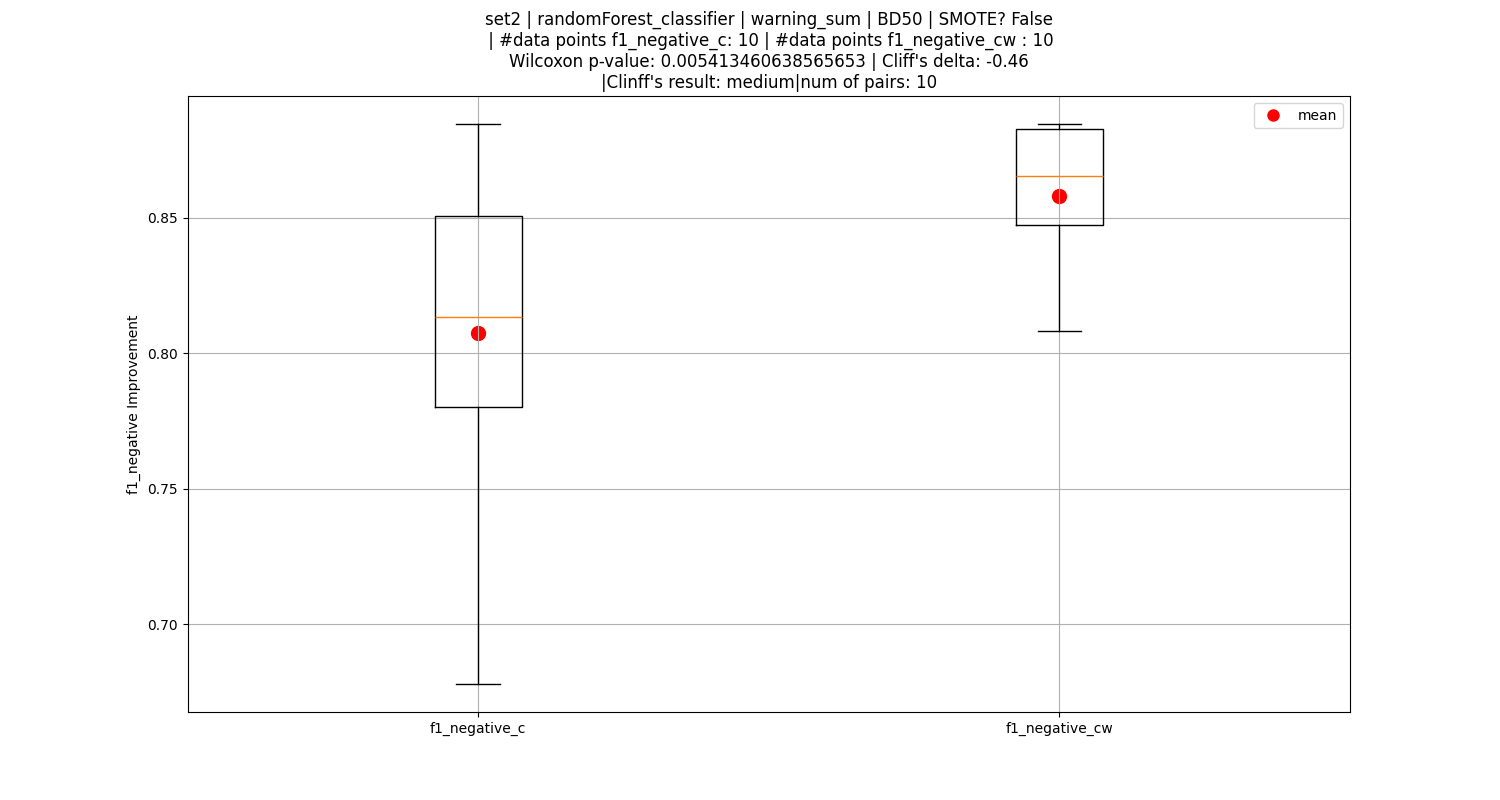 set2 | randomForest_classifier | warning_sum | BD50 | SMOTE? False
| #data points f1_negative_c: 10 | #data points f1_negative_cw : 10
Wilcoxon p-value: 0.005413460638565653 | Cliff's delta: -0.46
|Clinff's result: medium|num of pairs: 10
mean
f1_negative Improvement
0.85
0.80
0.75
0.70
f1_negative_c
f1_negative_cw